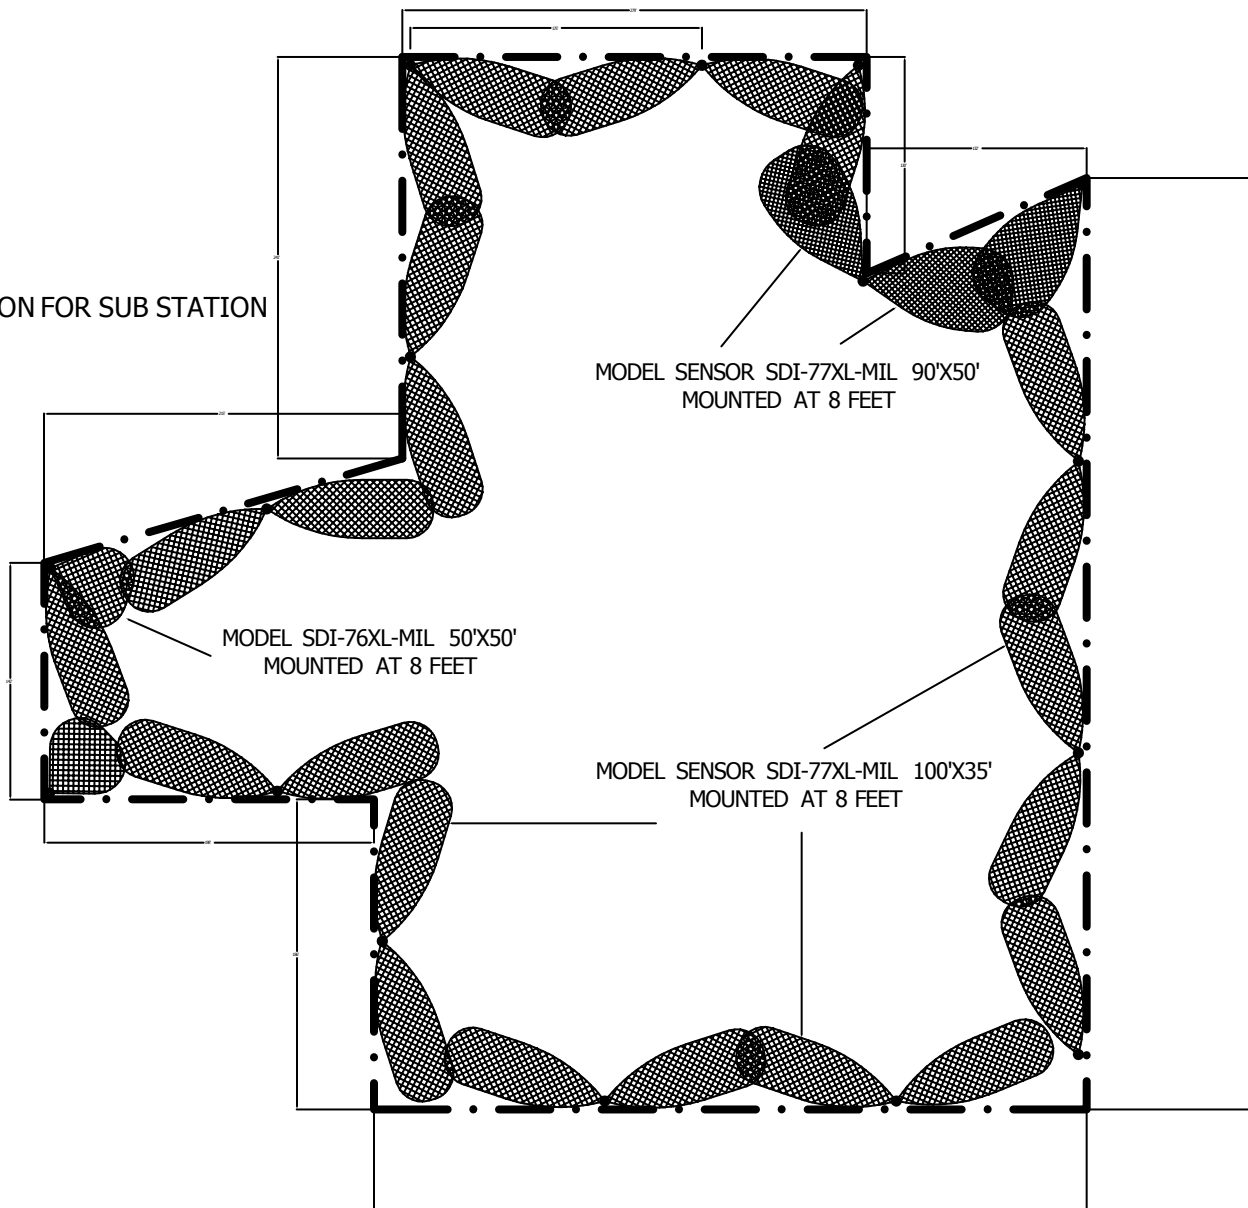 ON FOR SUB STATION
MODEL SENSOR SDI-77XL-MIL 90'X50'
MOUNTED AT 8 FEET
MODEL SDI-76XL-MIL 50'X50'
MOUNTED AT 8 FEET
MODEL SENSOR SDI-77XL-MIL 100'X35'
MOUNTED AT 8 FEET